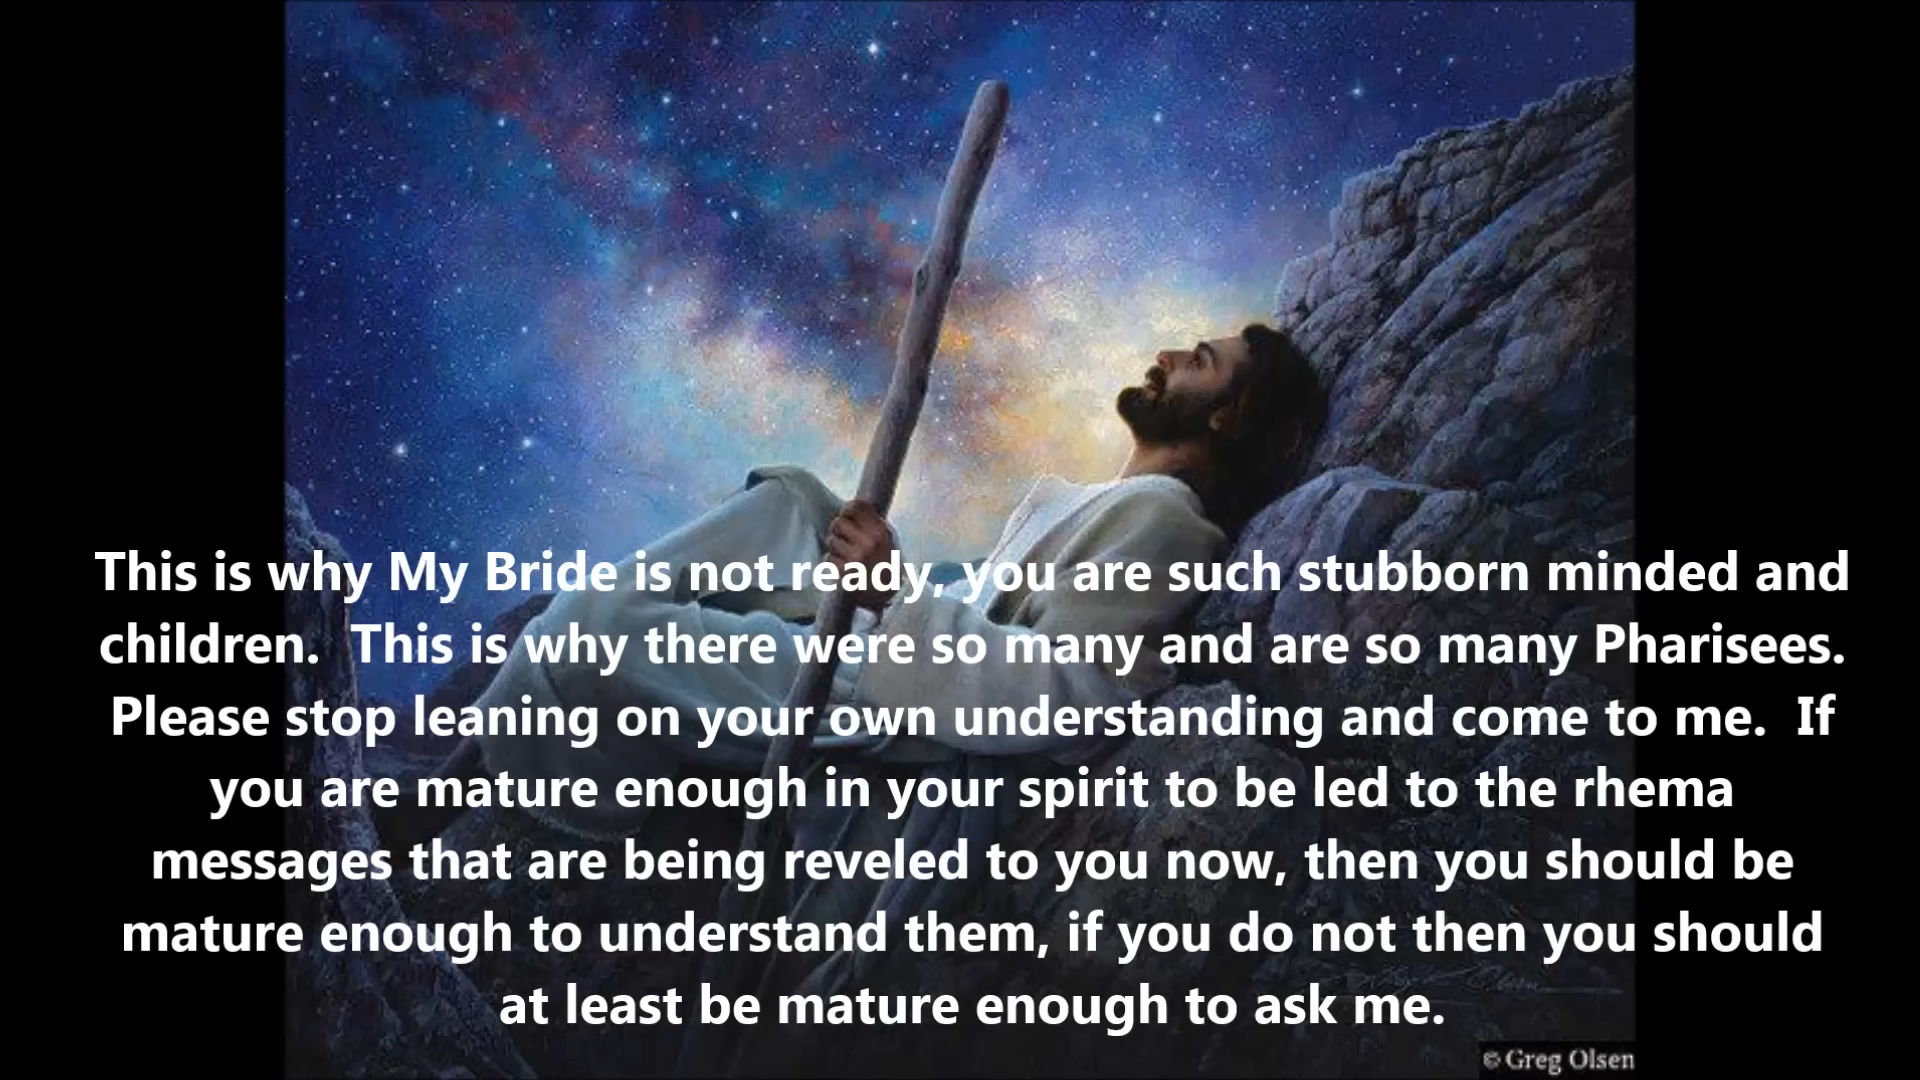 This is why My Bride is not ready, you are such stubborn minded and
children.  This is why there were so many and are so many Pharisees.
Please stop leaning on your own understanding and come to me.  If
you are mature enough in your spirit to be led to the rhema
messages that are being reveled to you now, then you should be
mature enough to understand them, if you do not then you should
at least be mature enough to ask me.
© Greg Olsen